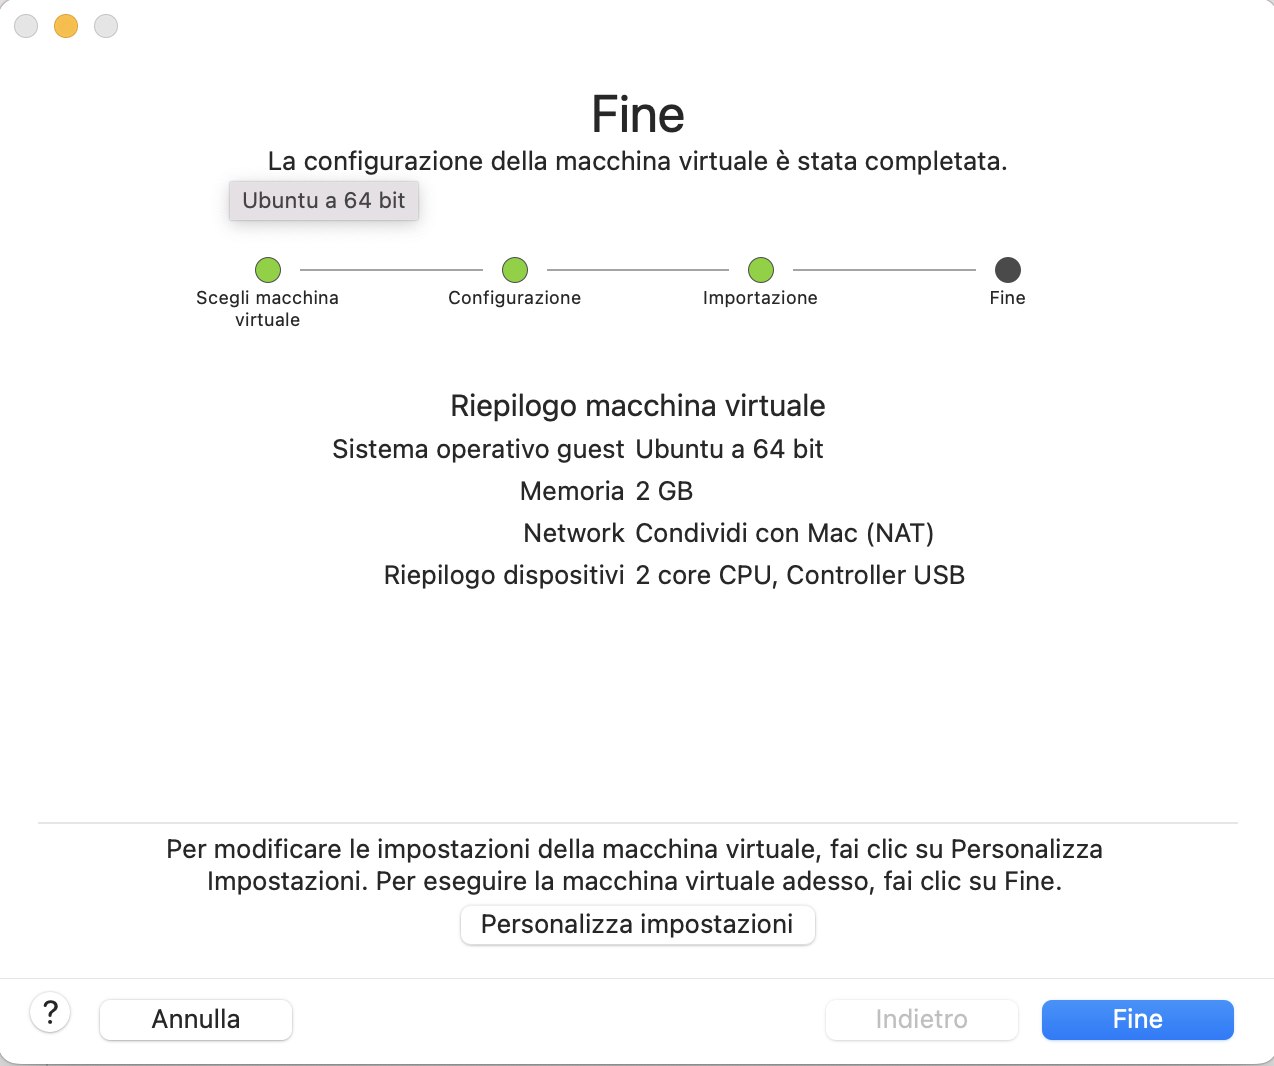 Fine
La configurazione della macchina virtuale è stata completata.
Ubuntu a 64 bit
Scegli macchina
virtuale
Configurazione
Importazione
Fine
Riepilogo macchina virtuale
Sistema operativo guest Ubuntu a 64 bit
Memoria 2 GB
Network Condividi con Mac (NAT)
Riepilogo dispositivi 2 core CPU, Controller USB
Per modificare le impostazioni della macchina virtuale, fai clic su Personalizza
Impostazioni. Per eseguire la macchina virtuale adesso, fai clic su Fine.
Personalizza impostazioni
? Annulla Indietro Fine